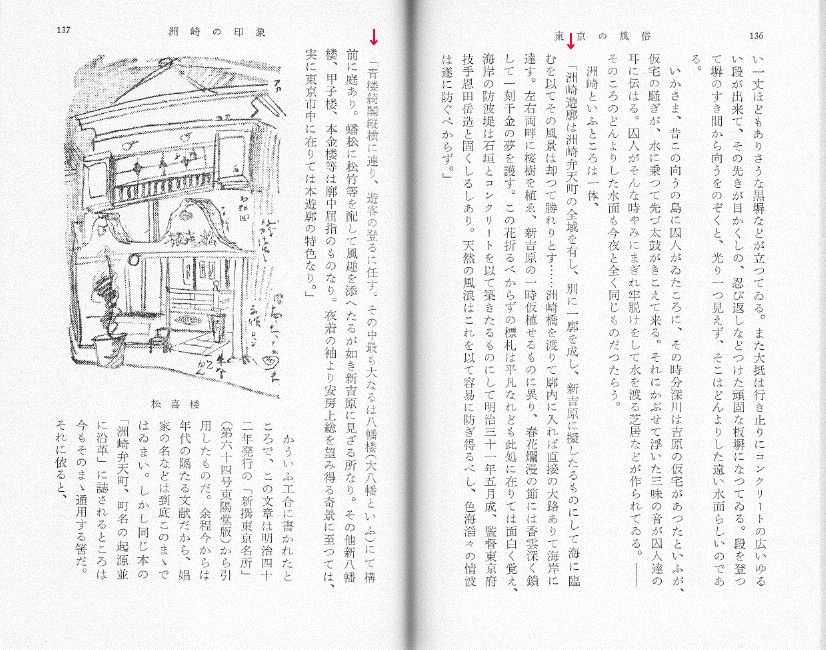 東京の風俗
136
い一丈ほどもありさうな黒塀などが立つてゐる。また大抵は行き止りにコンクリートの広いゆる
い段が出来て、その先きが目かくしの、忍び返しなどつけた頑固な板塀になつてゐる。段を登つ
て塀のすき間から向うをのぞくと、光り一つ見えず、そこはどんよりした遠い水面らしいのであ
る。
いかさま、昔この向うの島に囚人がゐたころに、その時分深川は吉原の仮宅があつたといふが、
仮宅の騒ぎが、水に乗つて先づ太鼓がきこえて来る。それにかぶせて浮いた三味の音が囚人達の
耳に伝はる。囚人がそんな時やみにまぎれ牢脱けをして水を渡る芝居などが作られてゐる。――
そのころのどんよりした水面も今夜と全く同じものだつたらう。
洲崎といふところは一体、
「洲崎遊廓は洲崎弁天町の全域を有し、別に一廓を成し、新吉原に擬したるものにして海に臨
むを以てその風景は却つて勝れりとす……洲崎橋を渡りて廓内に入れば直接の大路ありて海岸に
達す。左右両畔に桜樹を植ゑ、新吉原の一時仮植せるものに異り、春花爛漫の節には香雲深く鎖
して一刻千金の夢を護す。この花折るべからずの標札は平凡なれども此処に在りては面白く覚え、
海岸の防波堤は石垣とコンクリートを以て築きたるものにして明治三十一年五月成、監督東京府
技手恩田岳造と固くしるしあり。天然の風浪はこれを以て容易に防ぎ得るべし、色海滔々の情波
は遂に防ぐべからず。」
洲崎の印象
137
「青楼綺閣縦横に連り、遊客の登るに任す。その中最も大なるは八幡楼(大八幡といふ)にて構
前に庭あり。蟠松に松竹等を配して風趣を添へたるが如き新吉原に見ざる所なり。その他新八幡
楼、甲子楼、本金楼等は廓中屈指のものなり。夜着の袖より安房上総を望み得る奇景に至つては、
実に東京市中に在りては本遊廓の特色なり。」
松喜楼
かういふ工合に書かれたと
ころで、この文章は明治四十
二年発行の「新撰東京名所」
(第六十四号東陽堂版)から引
用したものだ。余程今からは
年代の隔たる文献だから、娼
家の名などは到底このまゝで
はゐまい。しかし同じ本の
「洲崎弁天町、町名の起源並
に沿革」に誌されてるところは
今もそのまゝ通用する筈だ。
それに依ると、